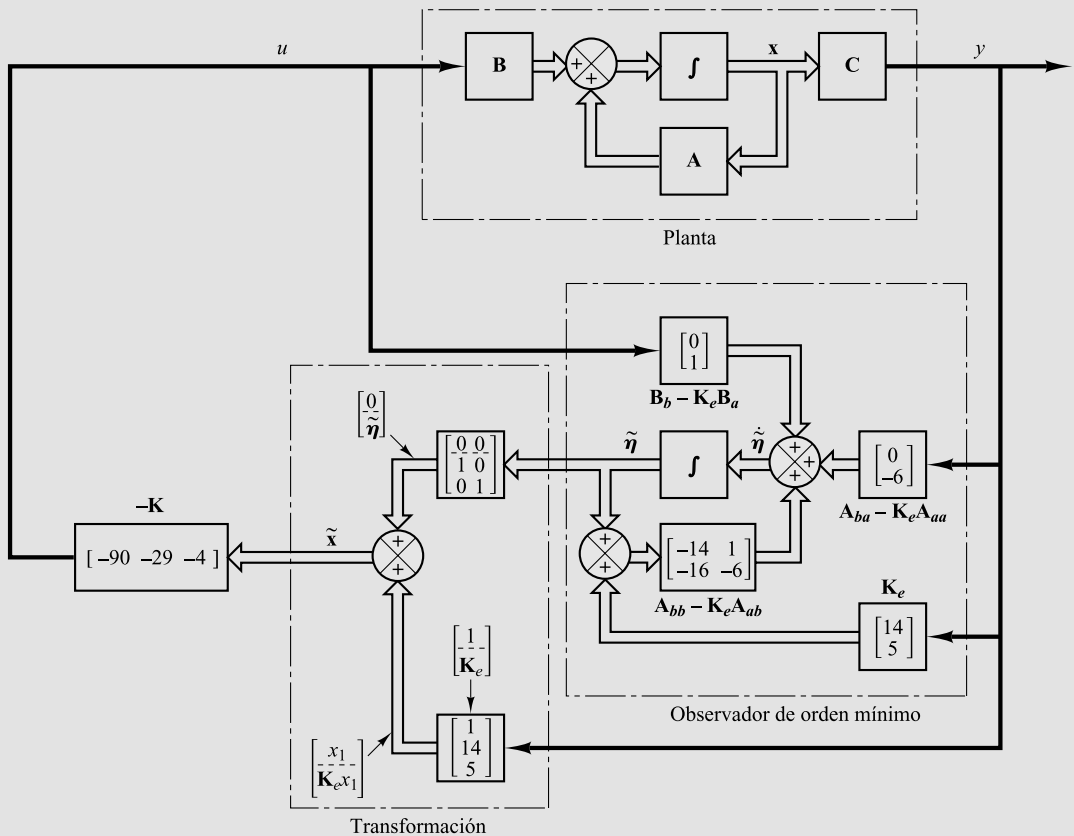 u
B
+
+
∫
x
C
y
A
Planta
[0
1]
B_b – K_eB_a
[0
η̃]
[0 0
1 0
0 1]
η̃
∫
η̃̇
+
+
+
+
[0
–6]
A_ba – K_eA_aa
–K
[ –90 –29 –4 ]
x̃
+
+
+
+
[–14 1
–16 –6]
A_bb – K_eA_ab
K_e
[14
5]
[1
K_e]
[1
14
5]
[x_1
K_ex_1]
Observador de orden mínimo
Transformación